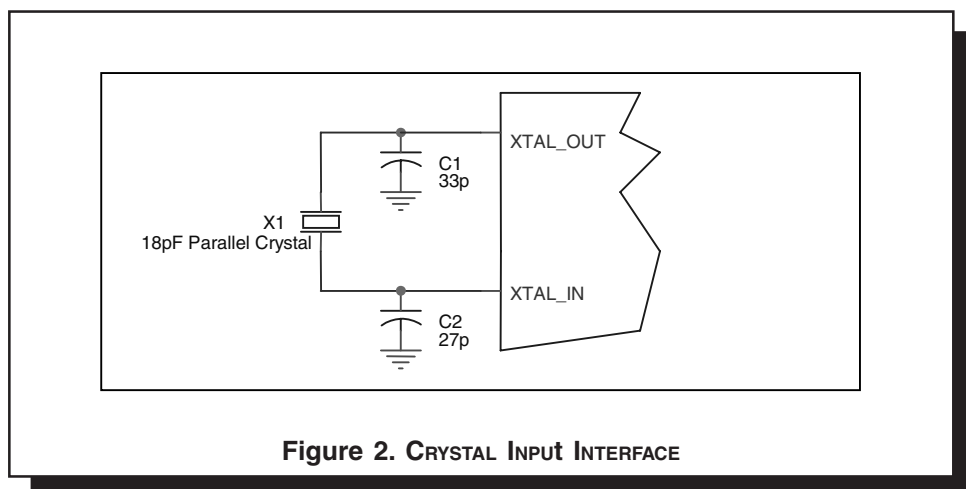 XTAL_OUT
C1
33p
X1
18pF Parallel Crystal
XTAL_IN
C2
27p
Figure 2. CRYSTAL INPUt INTERFACE